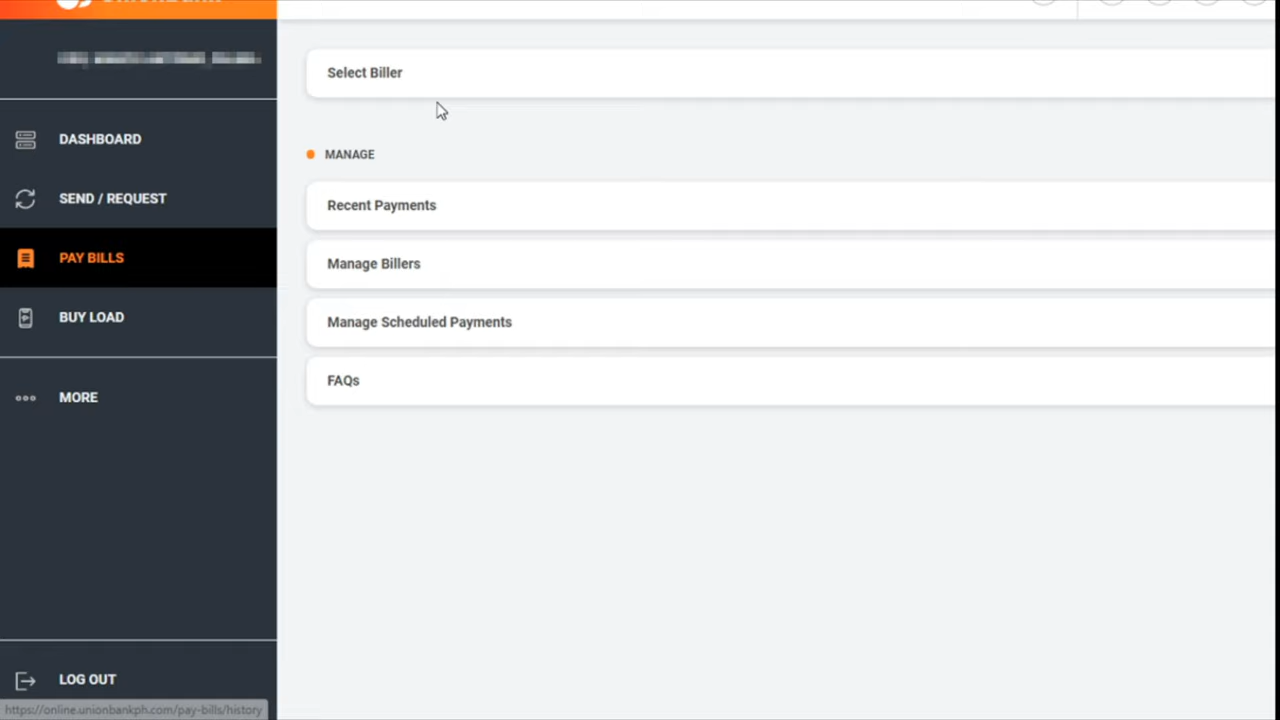 UnionBank
Select Biller
DASHBOARD
MANAGE
SEND / REQUEST
Recent Payments
PAY BILLS
Manage Billers
BUY LOAD
Manage Scheduled Payments
FAQs
MORE
LOG OUT
https://online.unionbankph.com/pay-bills/history